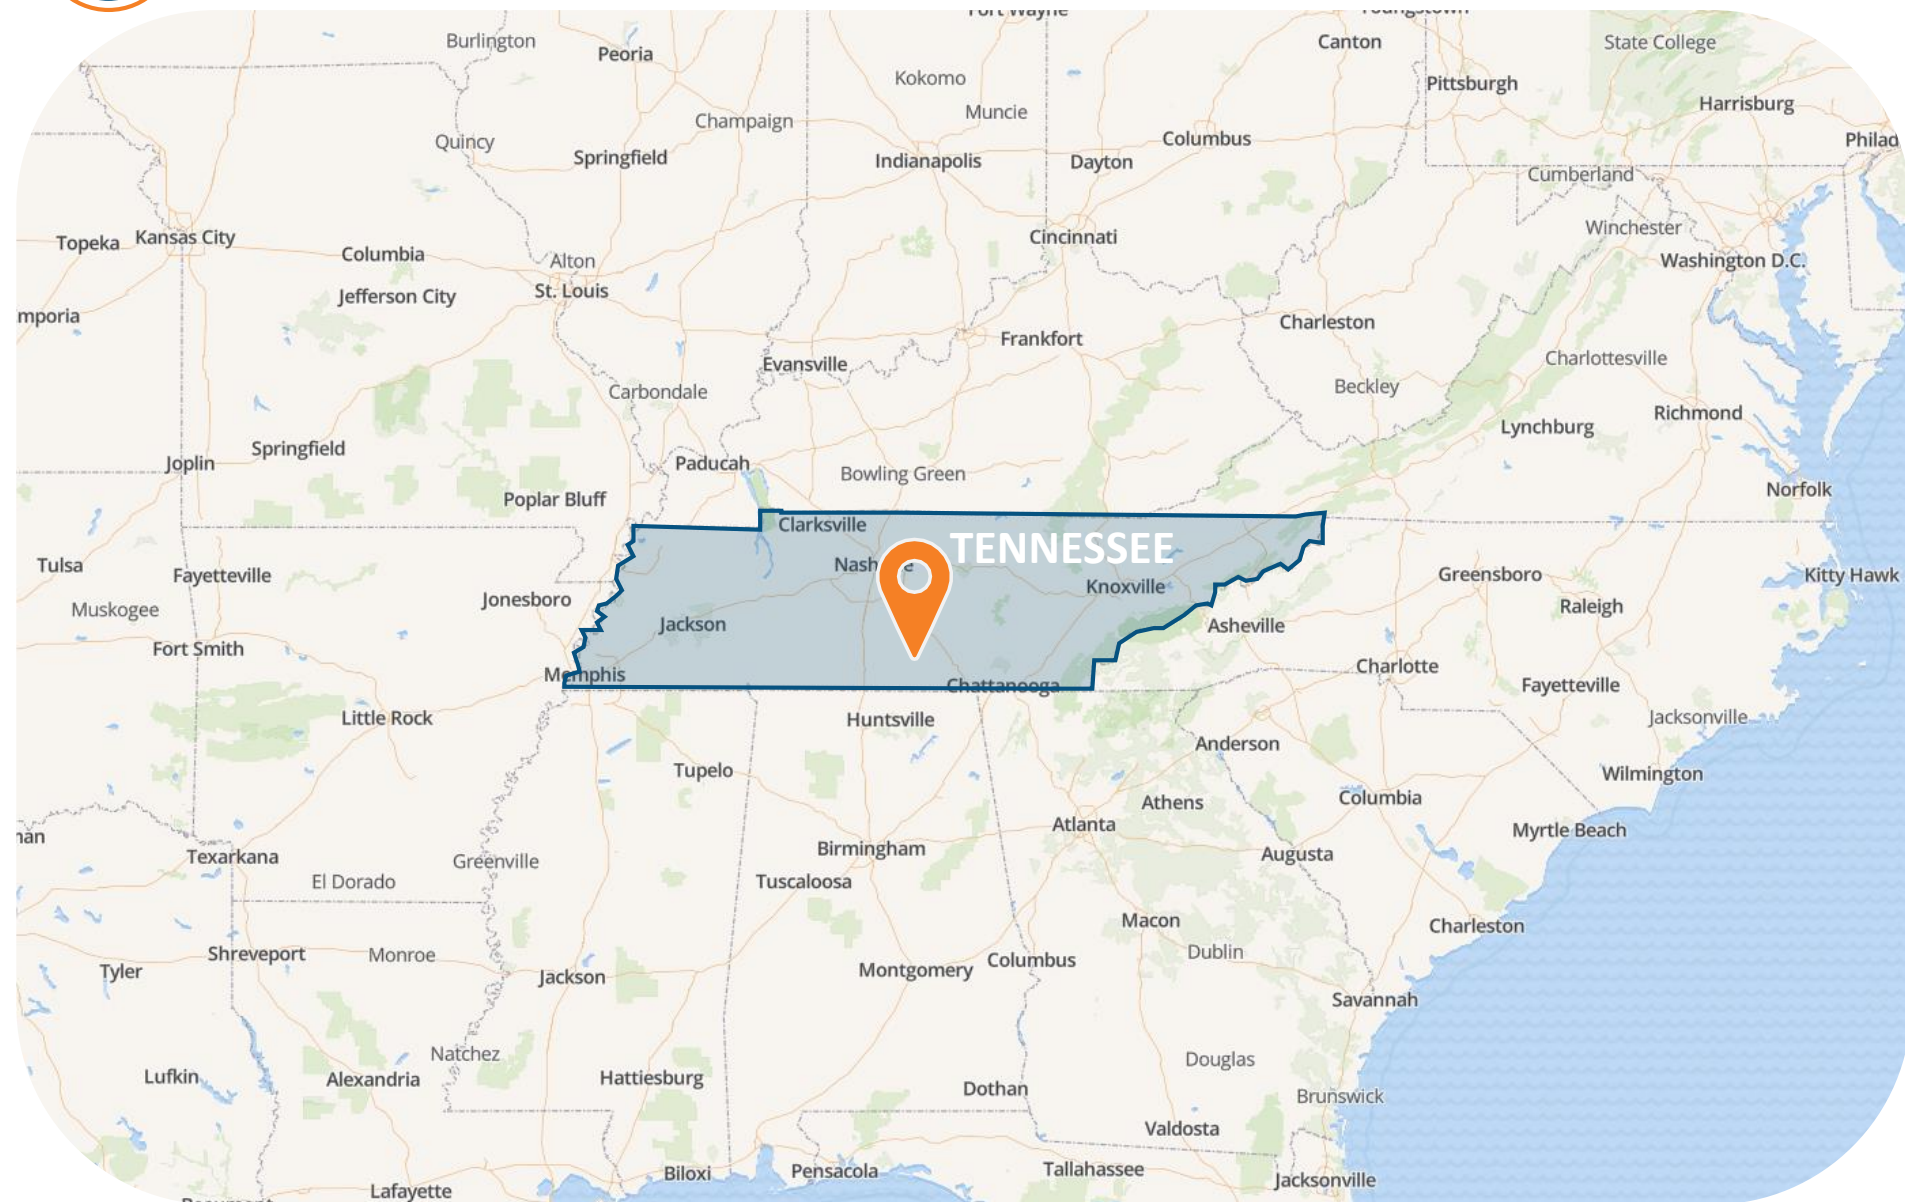 Fort Wayne
Youngstown
Burlington
Peoria
Canton
State College
Kokomo
Pittsburgh
Muncie
Harrisburg
Champaign
Quincy
Columbus
Philad
Springfield
Indianapolis
Dayton
Cumberland
Winchester
Topeka
Kansas City
Columbia
Cincinnati
Alton
Washington D.C.
Jefferson City
St. Louis
mporia
Charleston
Frankfort
Evansville
Charlottesville
Carbondale
Beckley
Richmond
Lynchburg
Springfield
Joplin
Paducah
Bowling Green
Norfolk
Poplar Bluff
Clarksville
TENNESSEE
Tulsa
Nash e
Fayetteville
Knoxville
Greensboro
Kitty Hawk
Muskogee
Jonesboro
Raleigh
Jackson
Asheville
Fort Smith
Charlotte
Memphis
Chattanooga
Fayetteville
Little Rock
Huntsville
Jacksonville
Anderson
Tupelo
Wilmington
Columbia
Athens
Atlanta
Myrtle Beach
nan
Birmingham
Texarkana
Greenville
Augusta
El Dorado
Tuscaloosa
Macon
Charleston
Shreveport
Monroe
Dublin
Columbus
Tyler
Jackson
Montgomery
Savannah
Natchez
Douglas
Lufkin
Alexandria
Hattiesburg
Dothan
Brunswick
Valdosta
Biloxi
Pensacola
Tallahassee
Jacksonville
Lafayette
Beaumont